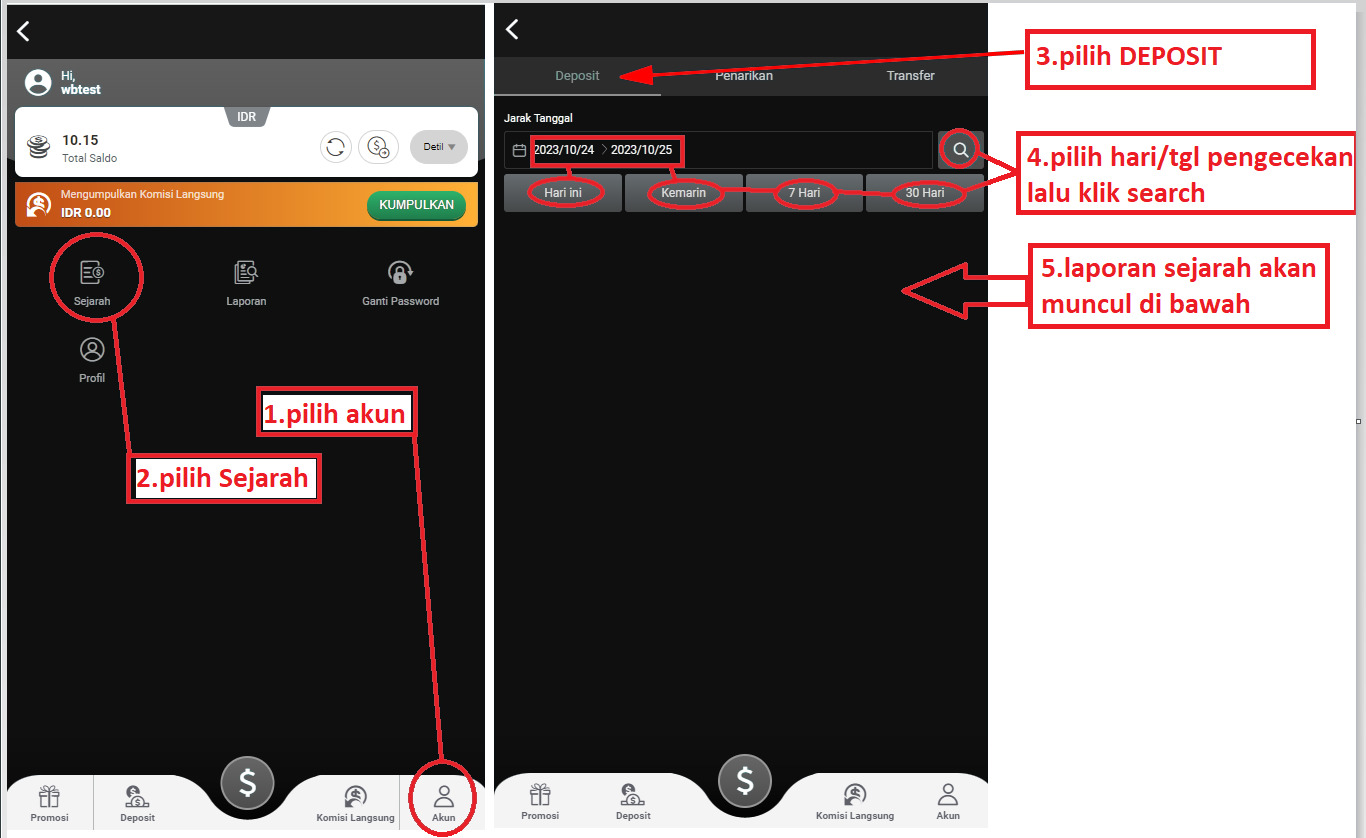 Hi,
wbtest
IDR
10.15
Total Saldo
Detil
Mengumpulkan Komisi Langsung
IDR 0.00
KUMPULKAN
Sejarah
Laporan
Ganti Password
Profil
1.pilih akun
2.pilih Sejarah
Promosi
Deposit
$
Komisi Langsung
Akun
Deposit
Penarikan
Transfer
Jarak Tanggal
2023/10/24
2023/10/25
Hari ini
Kemarin
7 Hari
30 Hari
Promosi
Deposit
$
Komisi Langsung
Akun
3.pilih DEPOSIT
4.pilih hari/tgl pengecekan
lalu klik search
5.laporan sejarah akan
muncul di bawah